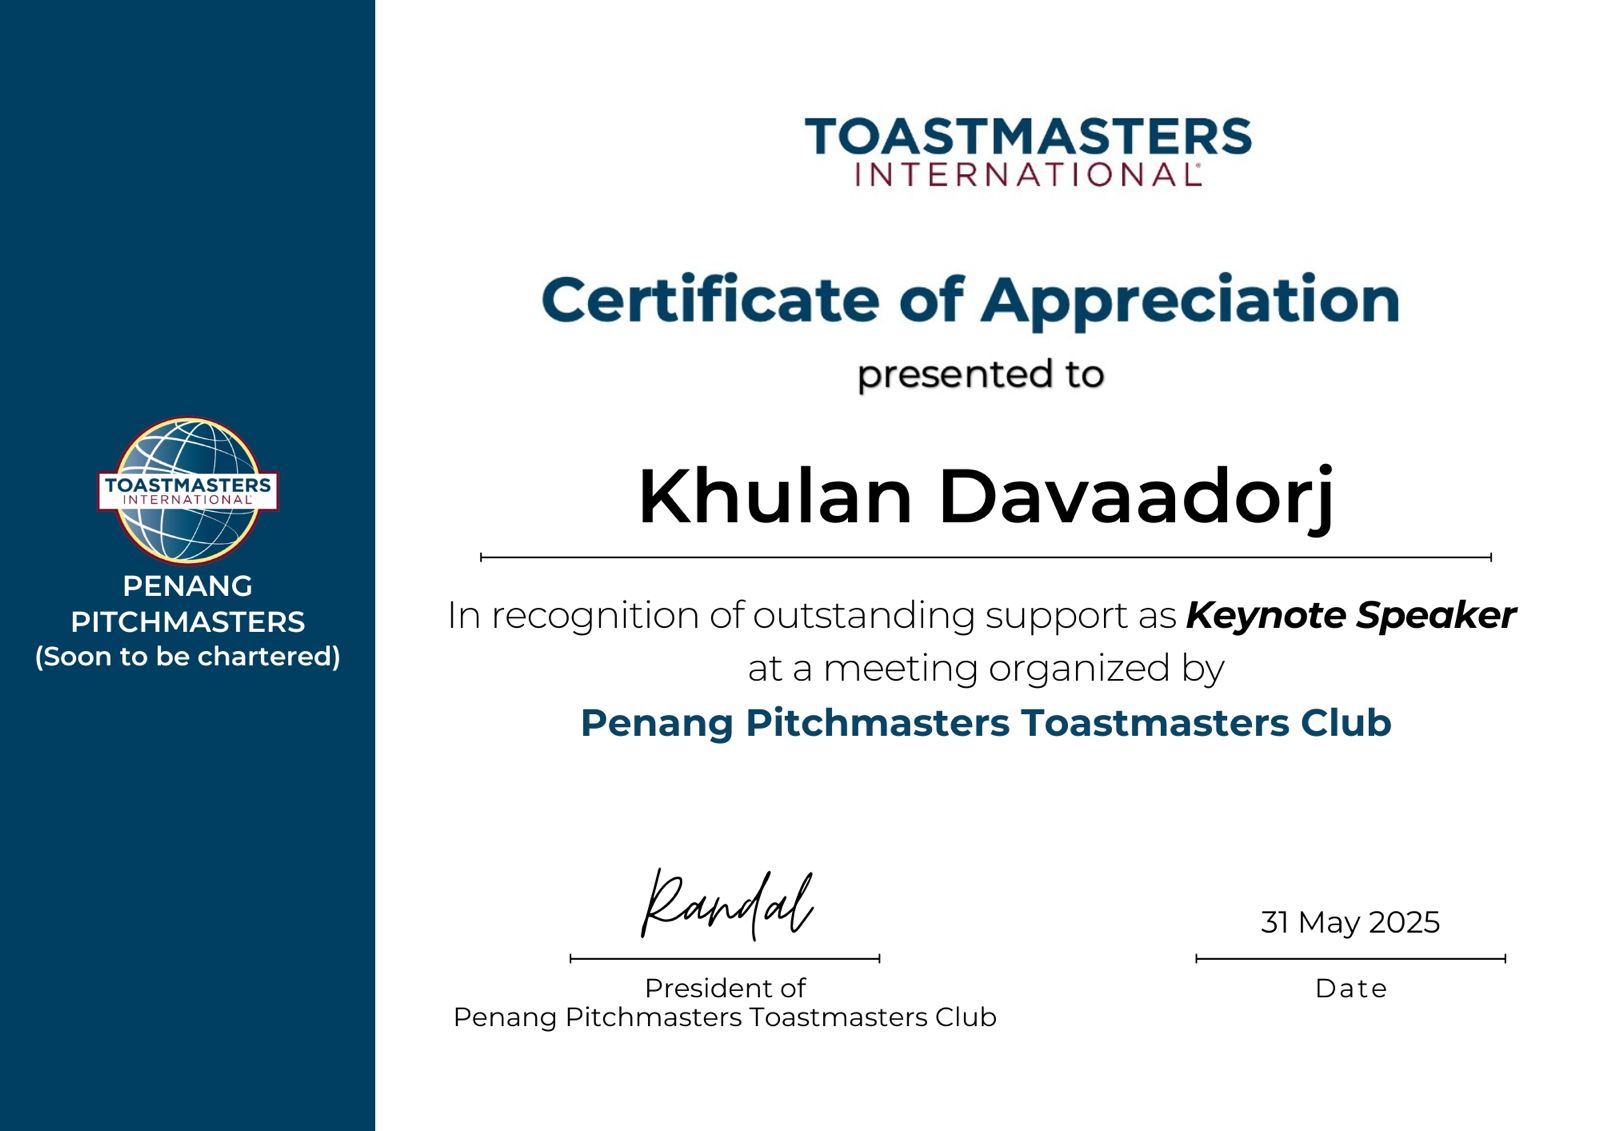 TOASTMASTERS
INTERNATIONAL®
Certificate of Appreciation
presented to
Khulan Davaadorj
In recognition of outstanding support as Keynote Speaker
at a meeting organized by
Penang Pitchmasters Toastmasters Club
Randal
President of
Penang Pitchmasters Toastmasters Club
31 May 2025
Date
TOASTMASTERS
INTERNATIONAL
PENANG
PITCHMASTERS
(Soon to be chartered)